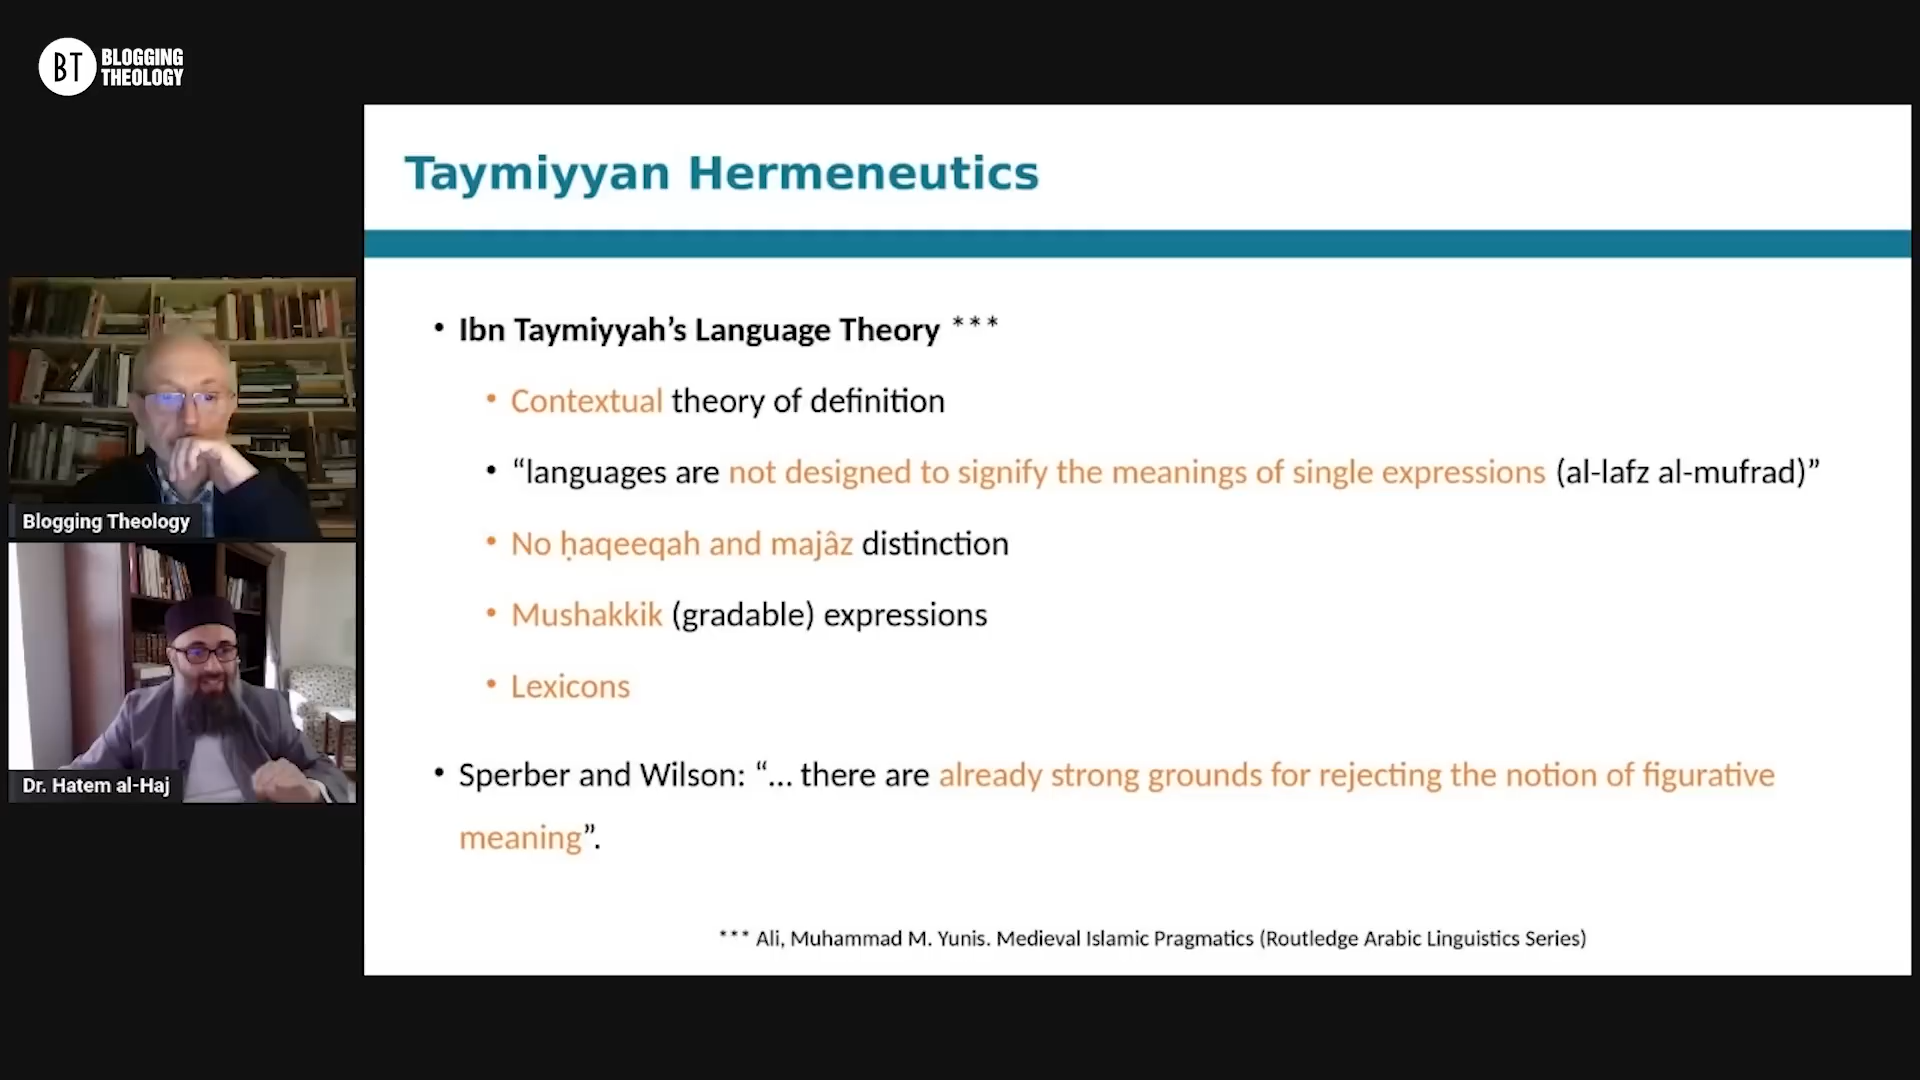 BT BLOGGING
THEOLOGY
Taymiyyan Hermeneutics
• Ibn Taymiyyah’s Language Theory ***
• Contextual theory of definition
• “languages are not designed to signify the meanings of single expressions (al-lafz al-mufrad)”
• No ḥaqeeqah and majâz distinction
• Mushakkik (gradable) expressions
• Lexicons
• Sperber and Wilson: “... there are already strong grounds for rejecting the notion of figurative
meaning”.
*** Ali, Muhammad M. Yunis. Medieval Islamic Pragmatics (Routledge Arabic Linguistics Series)
Blogging Theology
Dr. Hatem al-Haj